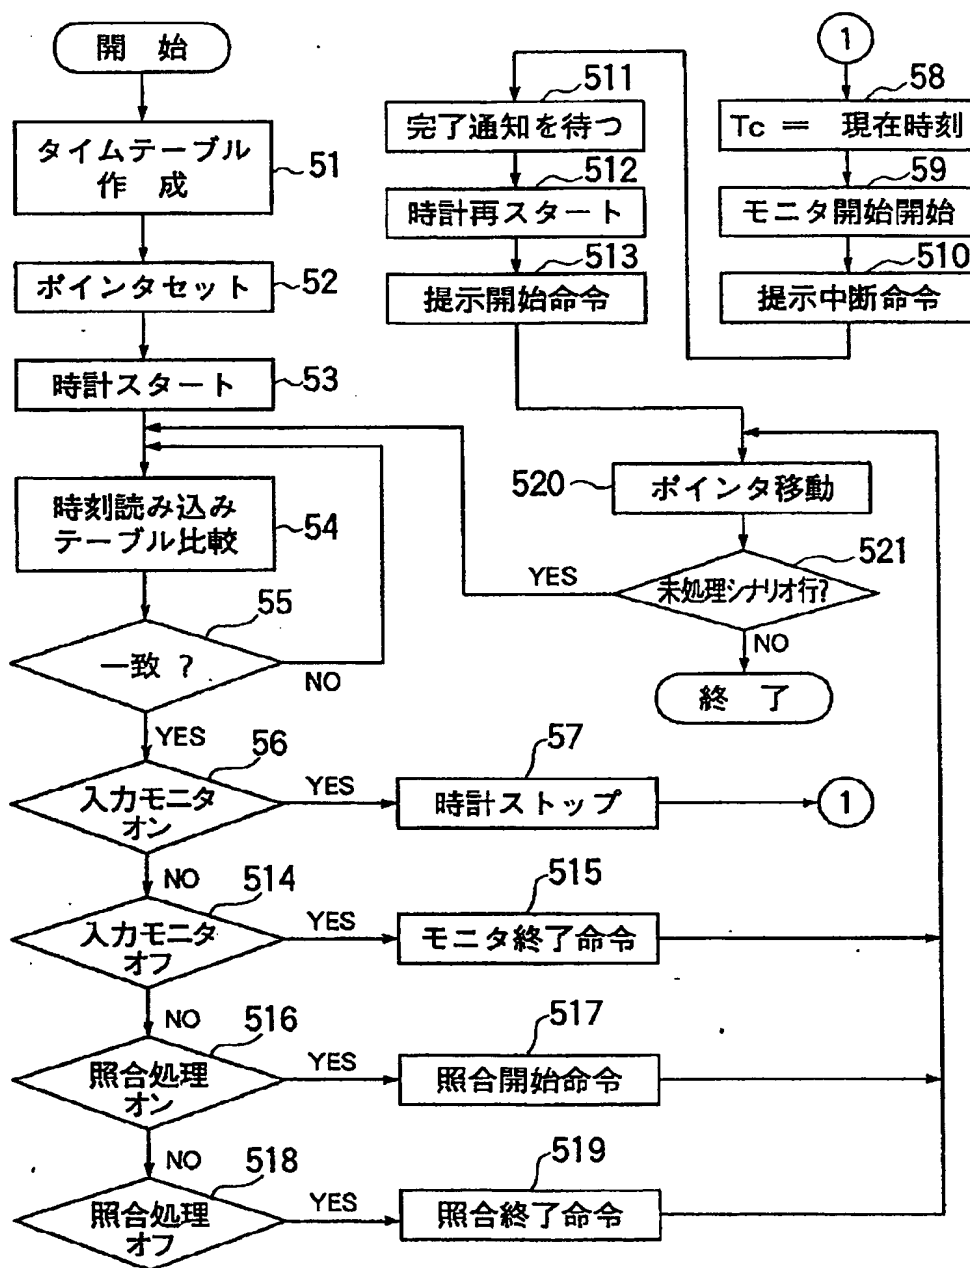 開 始
タイムテーブル
作 成
51
ポインタセット
52
時計スタート
53
時刻読み込み
テーブル比較
54
55
一致 ?
NO
YES
56
入力モニタ
オン
YES
57
時計ストップ
1
NO
514
入力モニタ
オフ
YES
515
モニタ終了命令
NO
516
照合処理
オン
YES
517
照合開始命令
NO
518
照合処理
オフ
YES
519
照合終了命令
1
58
Tc = 現在時刻
59
モニタ開始開始
510
提示中断命令
511
完了通知を待つ
512
時計再スタート
513
提示開始命令
520
ポインタ移動
521
未処理シナリオ行?
YES
NO
終 了